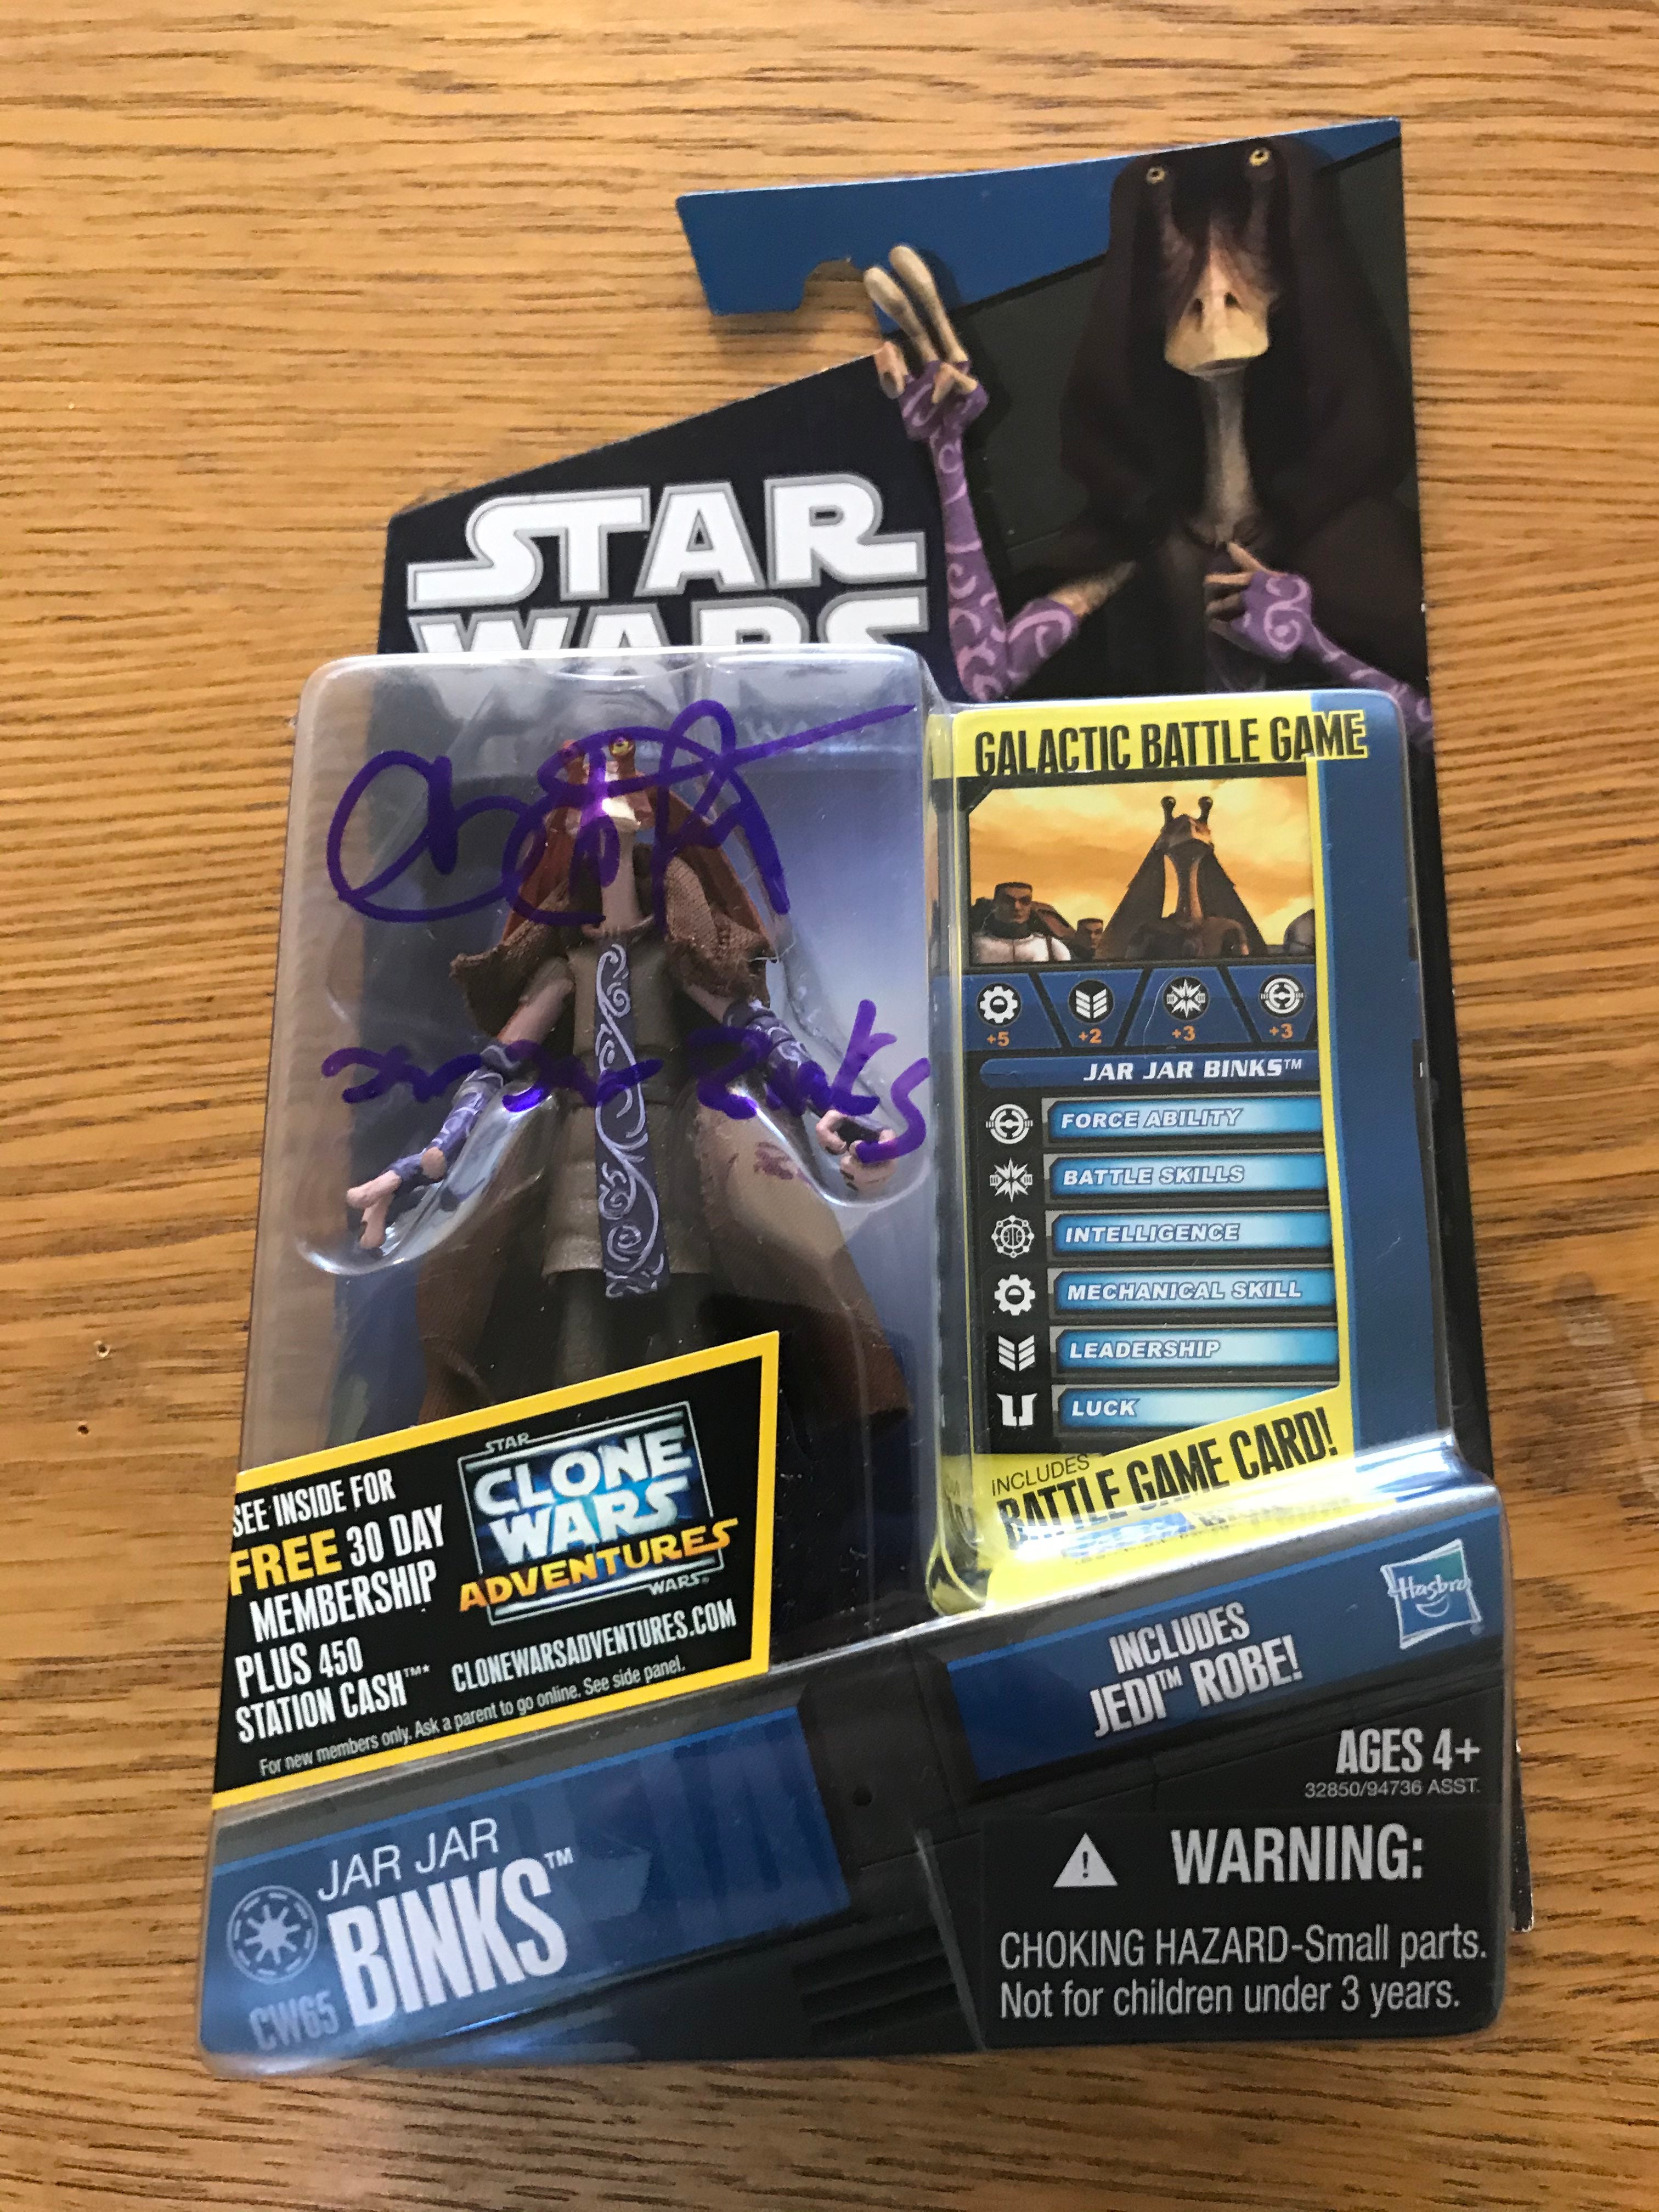 STAR
WARS
GALACTIC BATTLE GAME
+5 +2 +3 +3
JAR JAR BINKS™
FORCE ABILITY
BATTLE SKILLS
INTELLIGENCE
MECHANICAL SKILL
LEADERSHIP
LUCK
INCLUDES
BATTLE GAME CARD!
Binks
SEE INSIDE FOR
FREE 30 DAY
MEMBERSHIP
PLUS 450
STATION CASH™*
STAR
CLONE
WARS
ADVENTURES
WARS
CLONEWARSADVENTURES.COM
For new members only. Ask a parent to go online. See side panel.
Hasbro
INCLUDES
JEDI™ ROBE!
AGES 4+
32850/94736 ASST.
JAR JAR
BINKS™
CW65
WARNING:
CHOKING HAZARD-Small parts.
Not for children under 3 years.